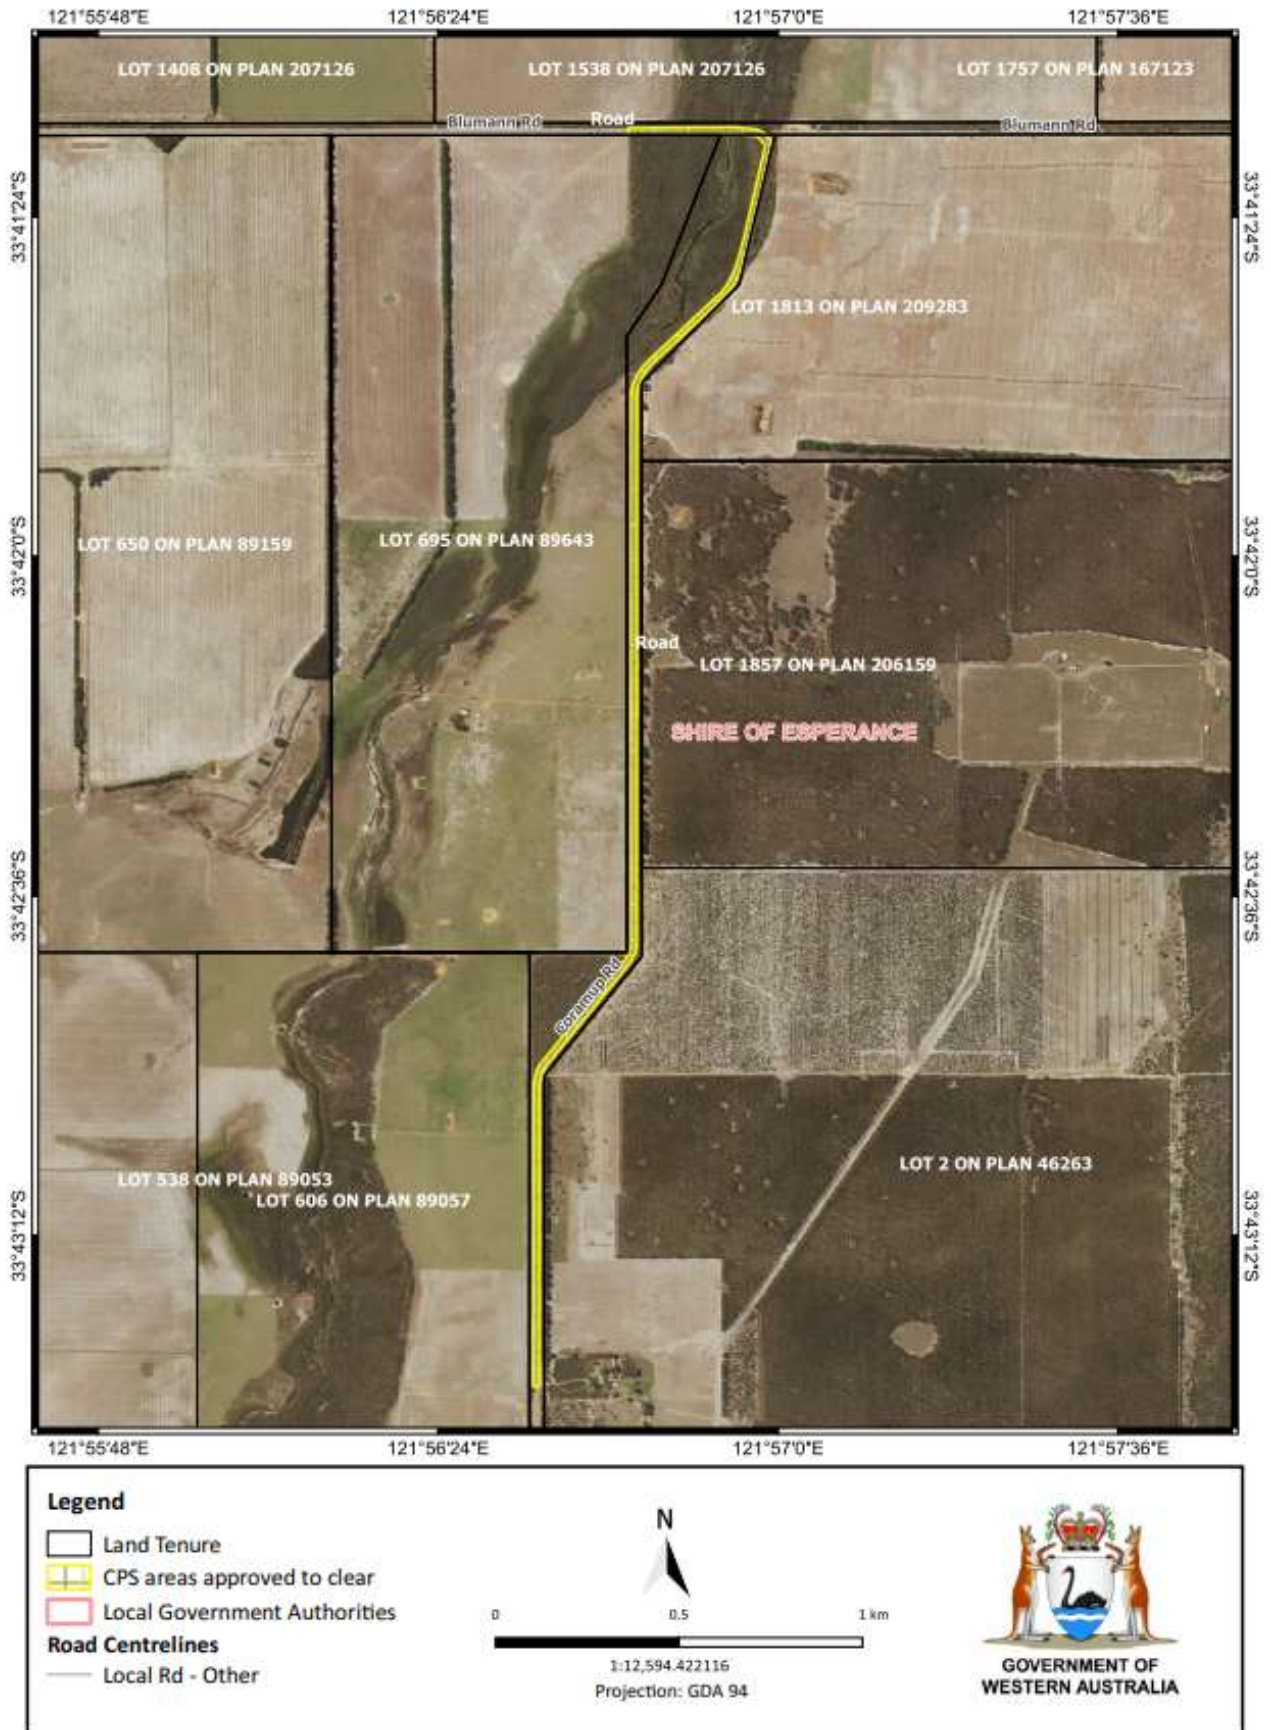 121°55'48"E 121°56'24"E 121°57'0"E 121°57'36"E
LOT 1408 ON PLAN 207126 LOT 1538 ON PLAN 207126 LOT 1757 ON PLAN 167123
Blumann Rd Road Blumann Rd
33°41'24"S 33°41'24"S
LOT 1813 ON PLAN 209283
LOT 650 ON PLAN 89159 LOT 695 ON PLAN 89643
33°42'0"S 33°42'0"S
Road
LOT 1857 ON PLAN 206159
SHIRE OF ESPERANCE
33°42'36"S 33°42'36"S
Coramup Rd
LOT 2 ON PLAN 46263
LOT 538 ON PLAN 89053
LOT 606 ON PLAN 89057
33°43'12"S 33°43'12"S
121°55'48"E 121°56'24"E 121°57'0"E 121°57'36"E
Legend
Land Tenure
CPS areas approved to clear
Local Government Authorities
Road Centrelines
Local Rd - Other
N
0 0.5 1 km
1:12,594.422116
Projection: GDA 94
GOVERNMENT OF
WESTERN AUSTRALIA